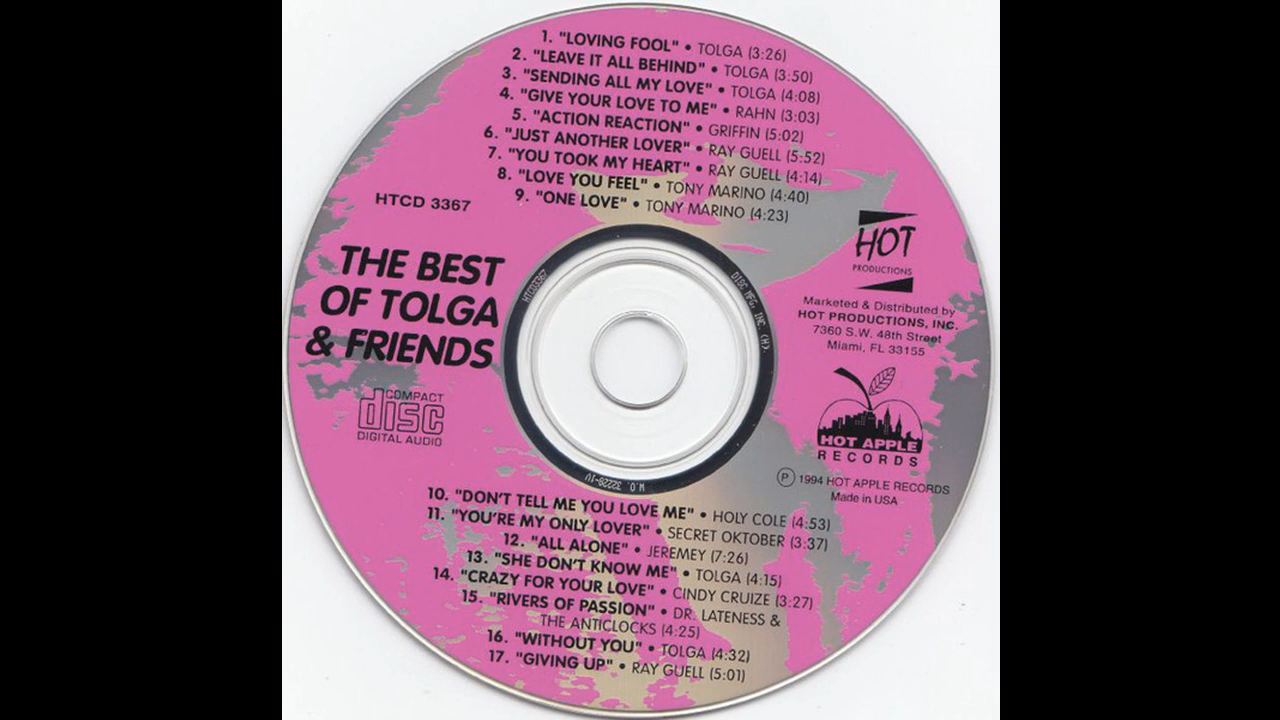 1. "LOVING FOOL" • TOLGA (3:26)
2. "LEAVE IT ALL BEHIND" • TOLGA (3:50)
3. "SENDING ALL MY LOVE" • TOLGA (4:08)
4. "GIVE YOUR LOVE TO ME" • RAHN (3:03)
5. "ACTION REACTION" • GRIFFIN (5:02)
6. "JUST ANOTHER LOVER" • RAY GUELL (5:52)
7. "YOU TOOK MY HEART" • RAY GUELL (4:14)
8. "LOVE YOU FEEL" • TONY MARINO (4:40)
9. "ONE LOVE" • TONY MARINO (4:23)
HTCD 3367
THE BEST
OF TOLGA
& FRIENDS
COMPACT
disc
DIGITAL AUDIO
HTCD3367
DISC MFG, INC. (H).
W.O. 32228-1V
HOT
PRODUCTIONS
Marketed & Distributed by
HOT PRODUCTIONS, INC.
7360 S.W. 48th Street
Miami, FL 33155
HOT APPLE
RECORDS
Ⓟ 1994 HOT APPLE RECORDS
Made in USA
10. "DON'T TELL ME YOU LOVE ME" • HOLY COLE (4:53)
11. "YOU'RE MY ONLY LOVER" • SECRET OKTOBER (3:37)
12. "ALL ALONE" • JEREMEY (7:26)
13. "SHE DON'T KNOW ME" • TOLGA (4:15)
14. "CRAZY FOR YOUR LOVE" • CINDY CRUIZE (3:27)
15. "RIVERS OF PASSION" • DR. LATENESS &
THE ANTICLOCKS (4:25)
16. "WITHOUT YOU" • TOLGA (4:32)
17. "GIVING UP" • RAY GUELL (5:01)